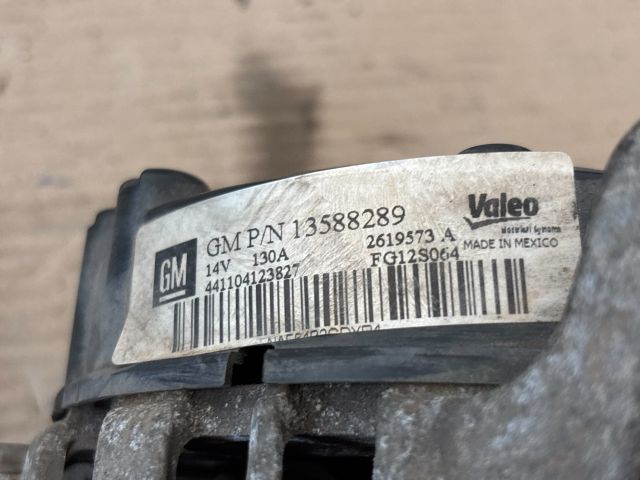 GM
GM P/N 13588289
14V 130A
441104123827
Valeo
2619573 A
FG12S064
MADE IN MEXICO